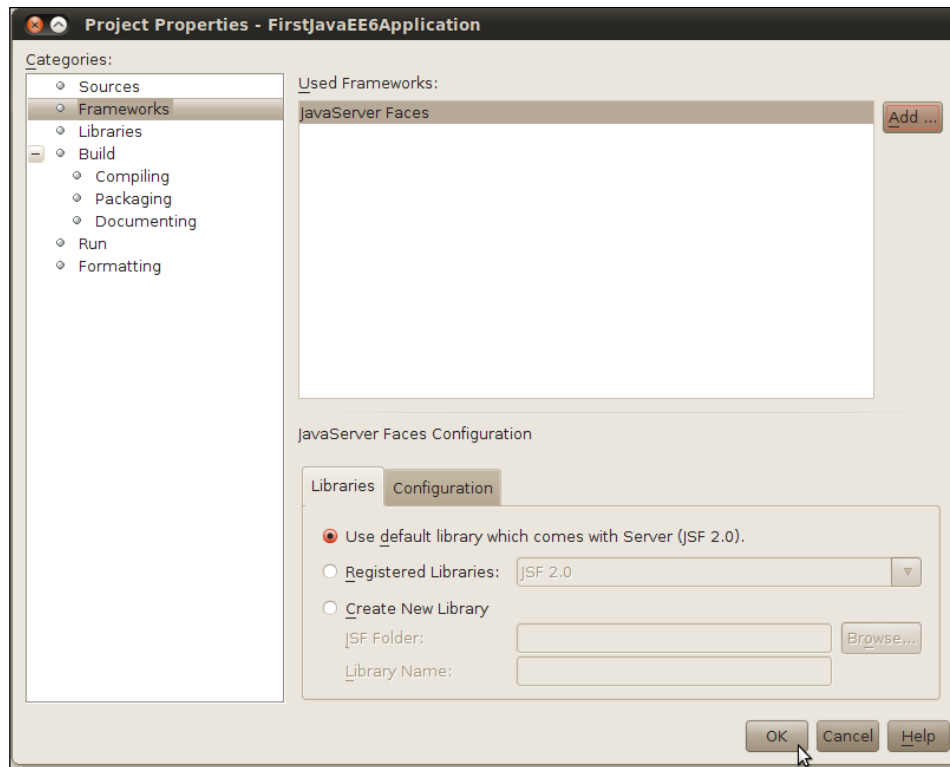 Project Properties - FirstJavaEE6Application
Categories:
Sources
Frameworks
Libraries
Build
Compiling
Packaging
Documenting
Run
Formatting
Used Frameworks:
JavaServer Faces
Add ...
JavaServer Faces Configuration
Libraries
Configuration
Use default library which comes with Server (JSF 2.0).
Registered Libraries:
JSF 2.0
Create New Library
JSF Folder:
Browse...
Library Name:
OK
Cancel
Help